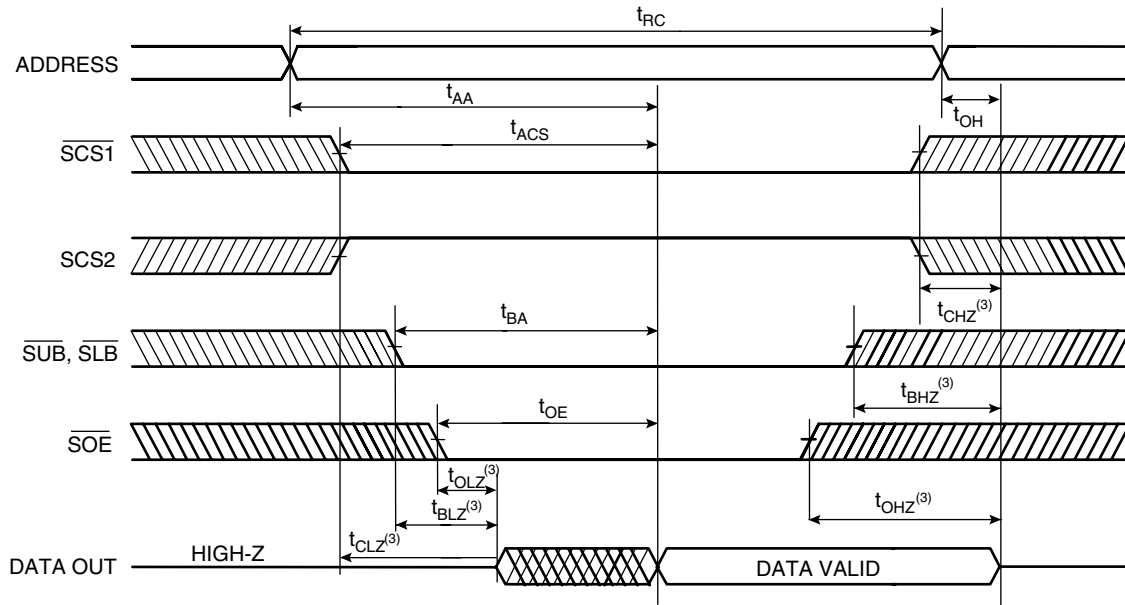 tRC
ADDRESS
tAA
tOH
tACS
SCS1
SCS2
tCHZ(3)
tBA
SUB, SLB
tBHZ(3)
tOE
SOE
tOLZ(3)
tOHZ(3)
tBLZ(3)
tCLZ(3)
HIGH-Z
DATA OUT
DATA VALID